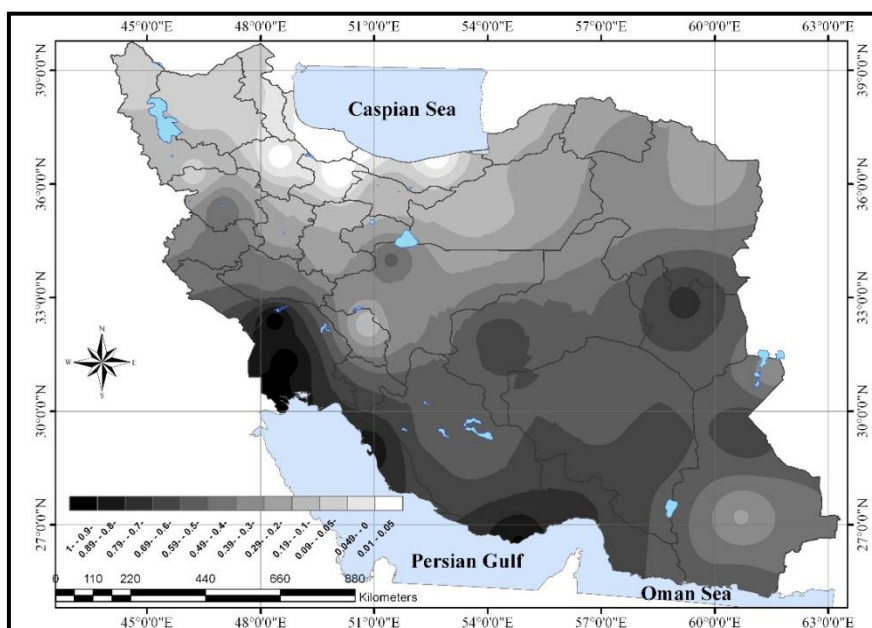 45°0'0"E 48°0'0"E 51°0'0"E 54°0'0"E 57°0'0"E 60°0'0"E 63°0'0"E
39°0'0"N
39°0'0"N
Caspian Sea
36°0'0"N
36°0'0"N
33°0'0"N
33°0'0"N
N
W E
S
30°0'0"N
30°0'0"N
1- -0.9-
0.89- -0.8-
0.79- -0.7-
0.69- -0.6-
0.59- -0.5-
0.49- -0.4-
0.39- -0.3-
0.29- -0.2-
0.19 - -0.1-
0.09 - -0.05-
0.049- - 0
0.01 - 0.05
27°0'0"N
27°0'0"N
Persian Gulf
Oman Sea
0 110 220 440 660 880
Kilometers
45°0'0"E 48°0'0"E 51°0'0"E 54°0'0"E 57°0'0"E 60°0'0"E 63°0'0"E